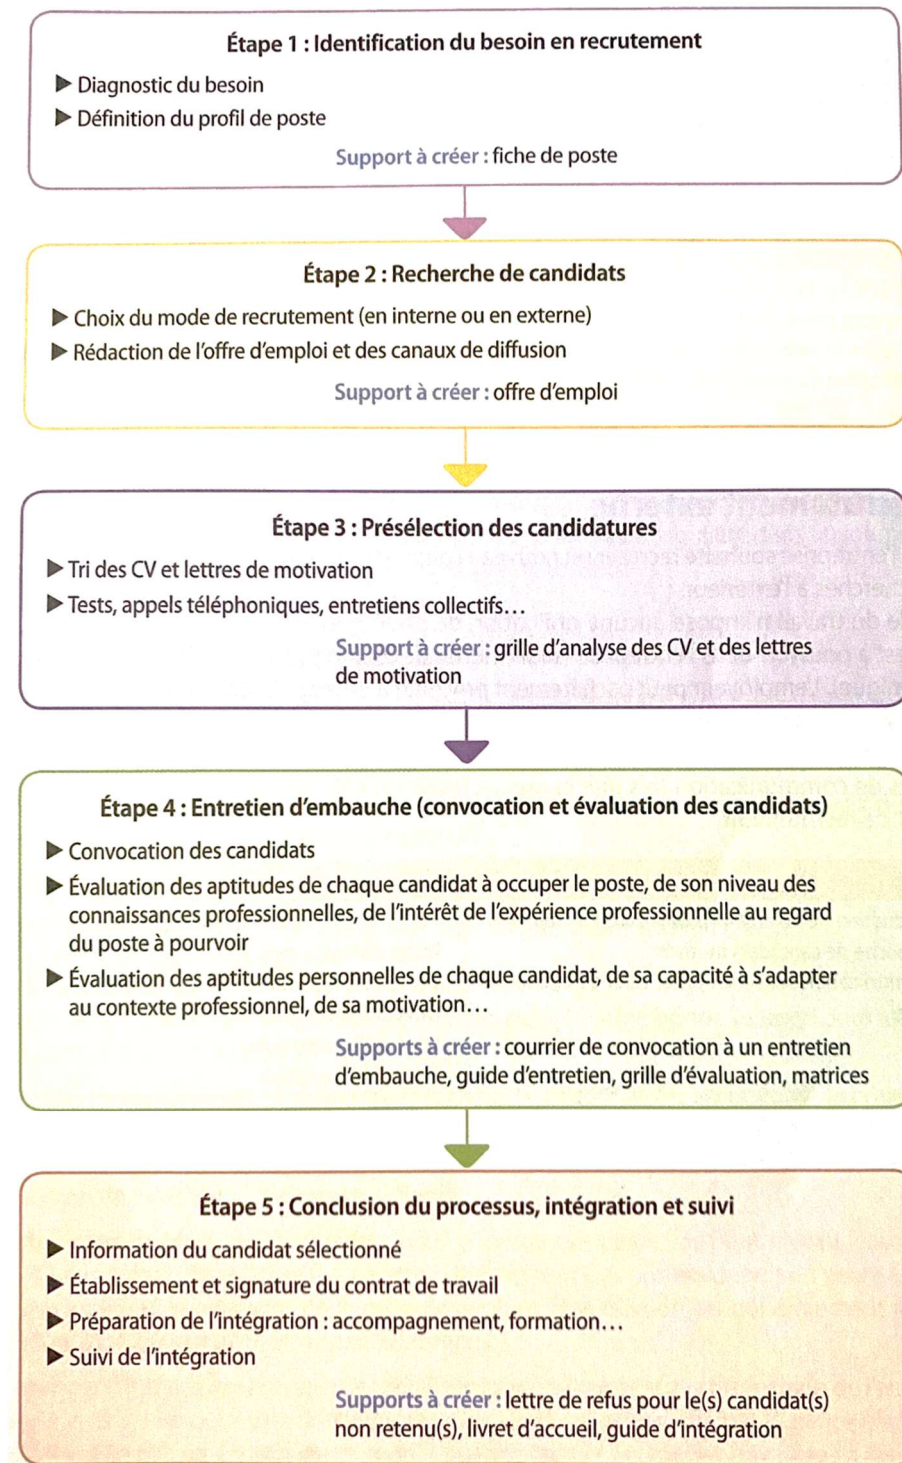 Étape 1 : Identification du besoin en recrutement
▶ Diagnostic du besoin
▶ Définition du profil de poste
Support à créer : fiche de poste
Étape 2 : Recherche de candidats
▶ Choix du mode de recrutement (en interne ou en externe)
▶ Rédaction de l'offre d'emploi et des canaux de diffusion
Support à créer : offre d'emploi
Étape 3 : Présélection des candidatures
▶ Tri des CV et lettres de motivation
▶ Tests, appels téléphoniques, entretiens collectifs…
Support à créer : grille d'analyse des CV et des lettres
de motivation
Étape 4 : Entretien d'embauche (convocation et évaluation des candidats)
▶ Convocation des candidats
▶ Évaluation des aptitudes de chaque candidat à occuper le poste, de son niveau des
connaissances professionnelles, de l'intérêt de l'expérience professionnelle au regard
du poste à pourvoir
▶ Évaluation des aptitudes personnelles de chaque candidat, de sa capacité à s'adapter
au contexte professionnel, de sa motivation…
Supports à créer : courrier de convocation à un entretien
d'embauche, guide d'entretien, grille d'évaluation, matrices
Étape 5 : Conclusion du processus, intégration et suivi
▶ Information du candidat sélectionné
▶ Établissement et signature du contrat de travail
▶ Préparation de l'intégration : accompagnement, formation…
▶ Suivi de l'intégration
Supports à créer : lettre de refus pour le(s) candidat(s)
non retenu(s), livret d'accueil, guide d'intégration